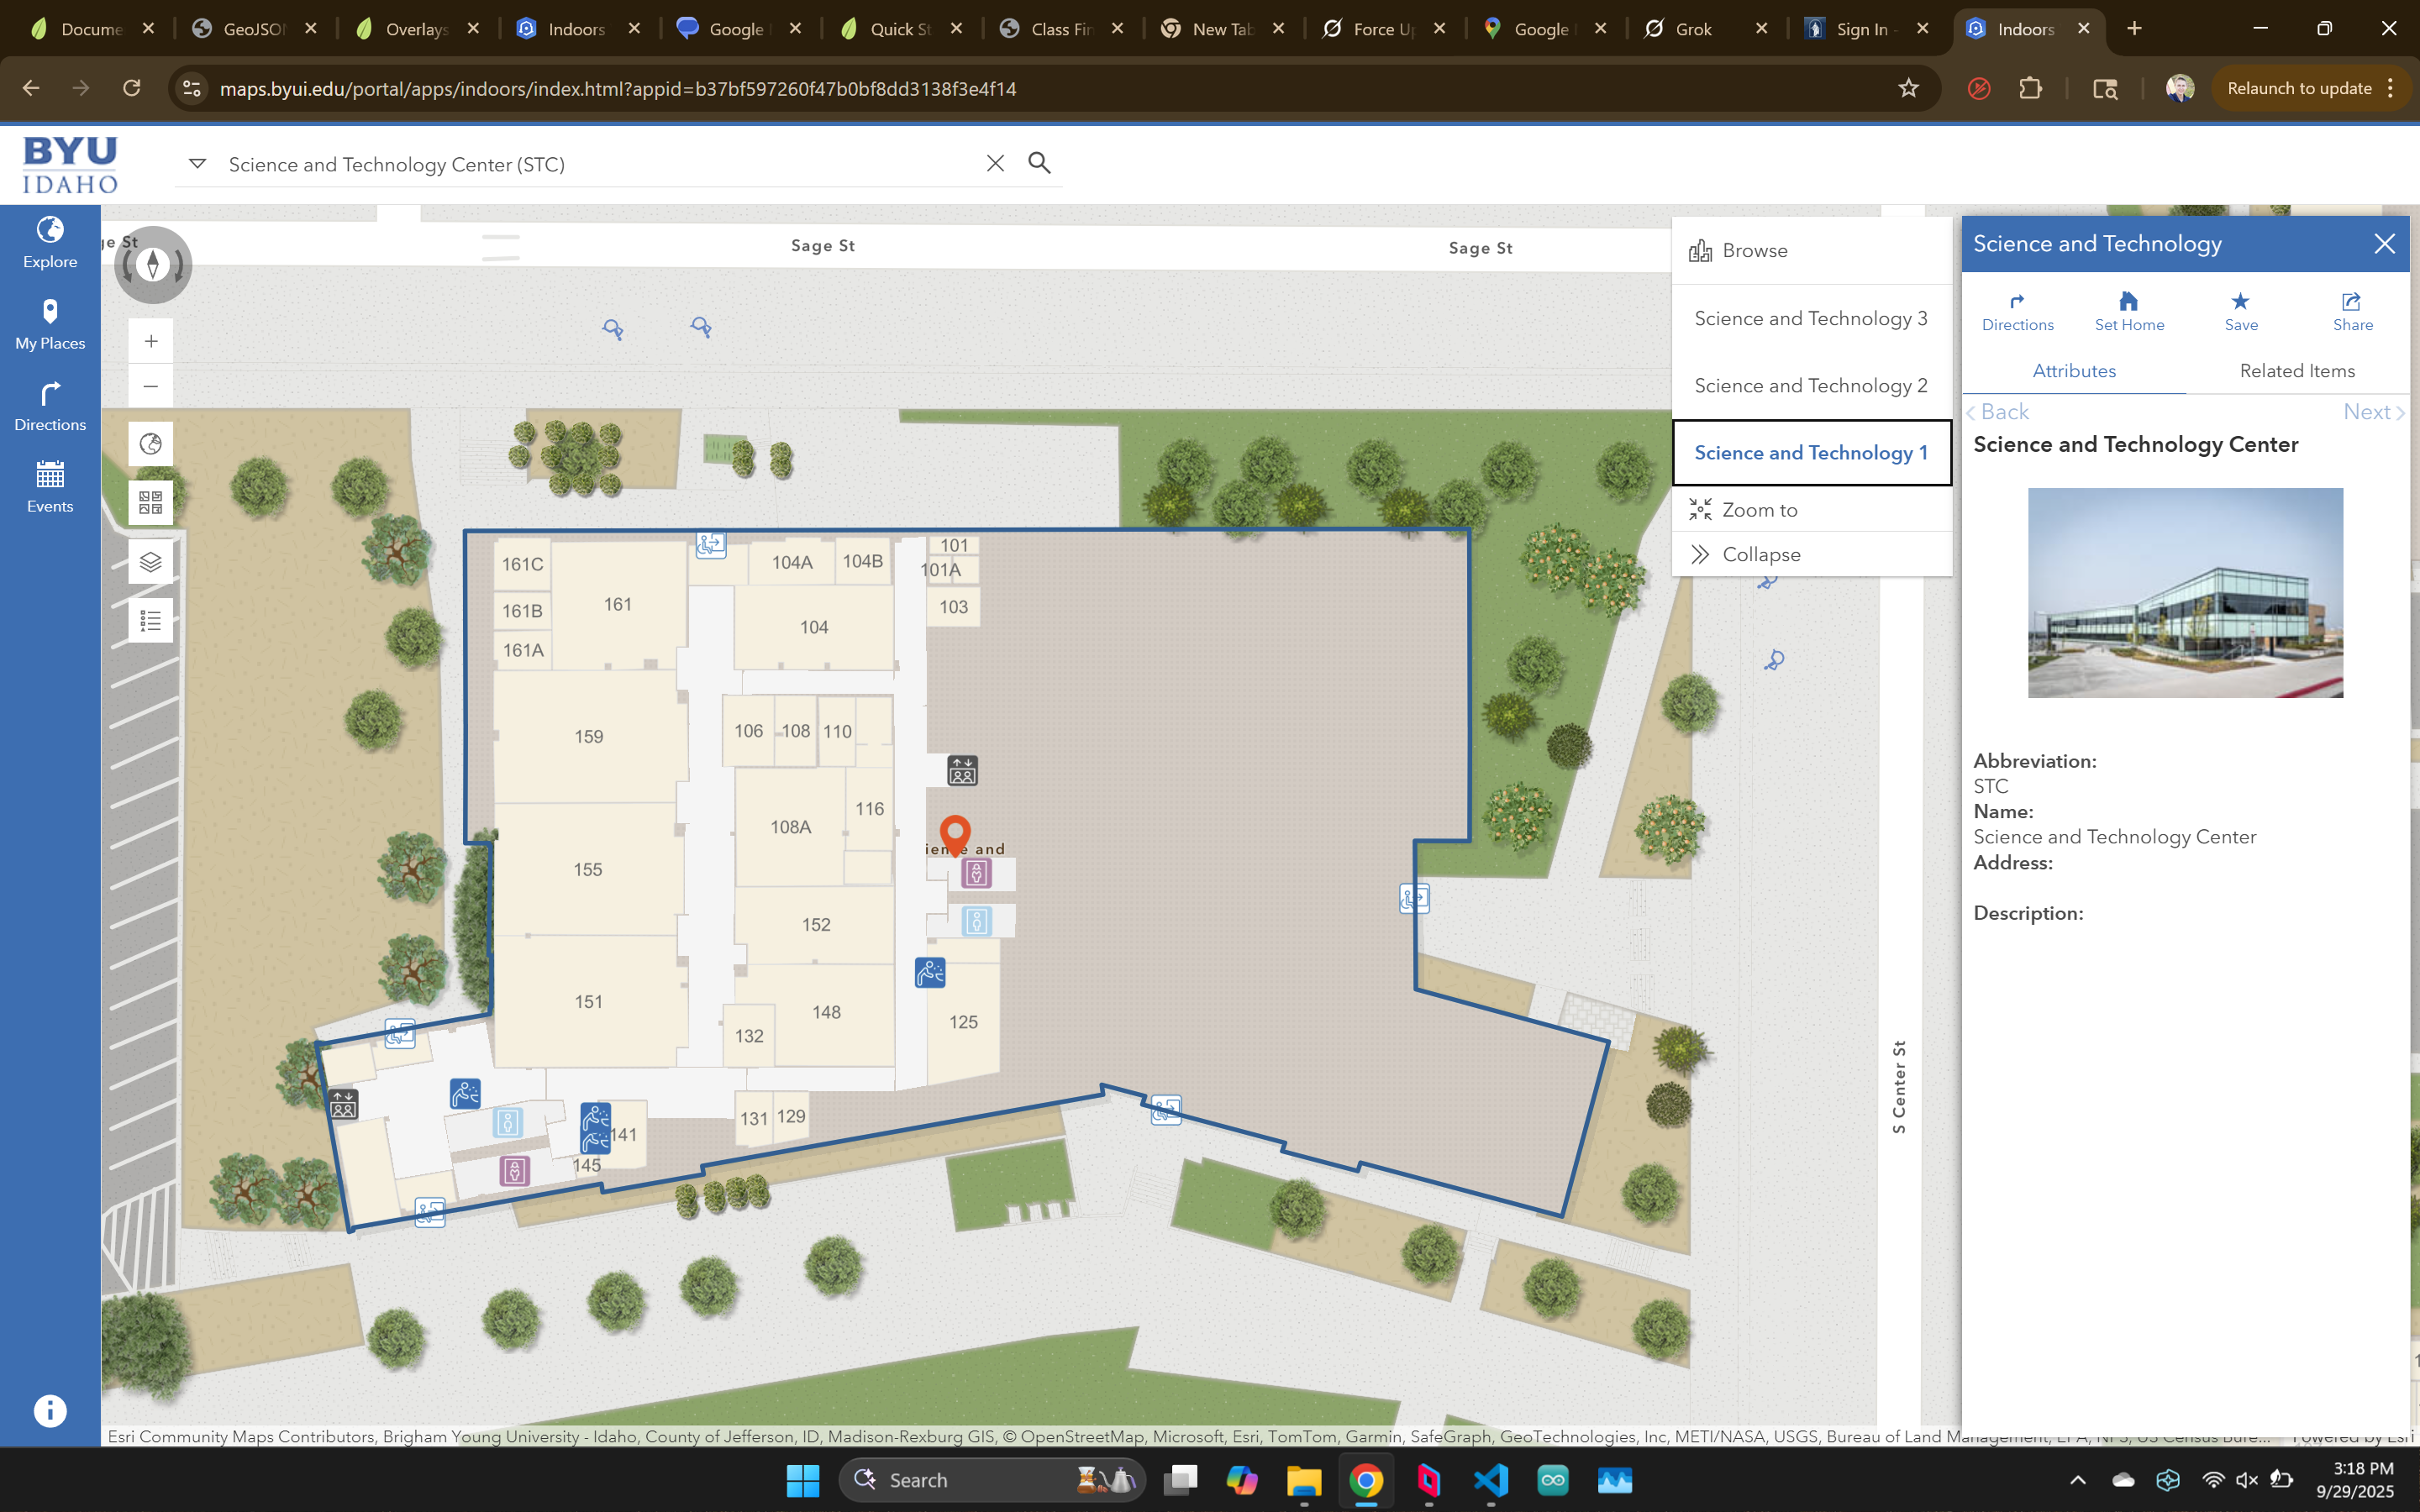 Docume
GeoJSON
Overlays
Indoors
Google
Quick St
Class Fin
New Tab
Force Up
Google
Grok
Sign In -
Indoors
maps.byui.edu/portal/apps/indoors/index.html?appid=b37bf597260f47b0bf8dd3138f3e4f14
Relaunch to update
BYU
IDAHO
Science and Technology Center (STC)
Explore
My Places
Directions
Events
ge St
Sage St
Sage St
Browse
Science and Technology 3
Science and Technology 2
Science and Technology 1
Zoom to
Collapse
Science and Technology
Directions
Set Home
Save
Share
Attributes
Related Items
Back
Next
Science and Technology Center
Abbreviation:
STC
Name:
Science and Technology Center
Address:
Description:
161C
161B
161A
161
104A
104B
101
101A
103
104
159
106
108
110
108A
116
ience and
155
152
151
148
132
125
131
129
141
145
S Center St
Esri Community Maps Contributors, Brigham Young University - Idaho, County of Jefferson, ID, Madison-Rexburg GIS, © OpenStreetMap, Microsoft, Esri, TomTom, Garmin, SafeGraph, GeoTechnologies, Inc, METI/NASA, USGS, Bureau of Land Management, EPA, NPS, US Census Bure...
Powered by Esri
Search
3:18 PM
9/29/2025